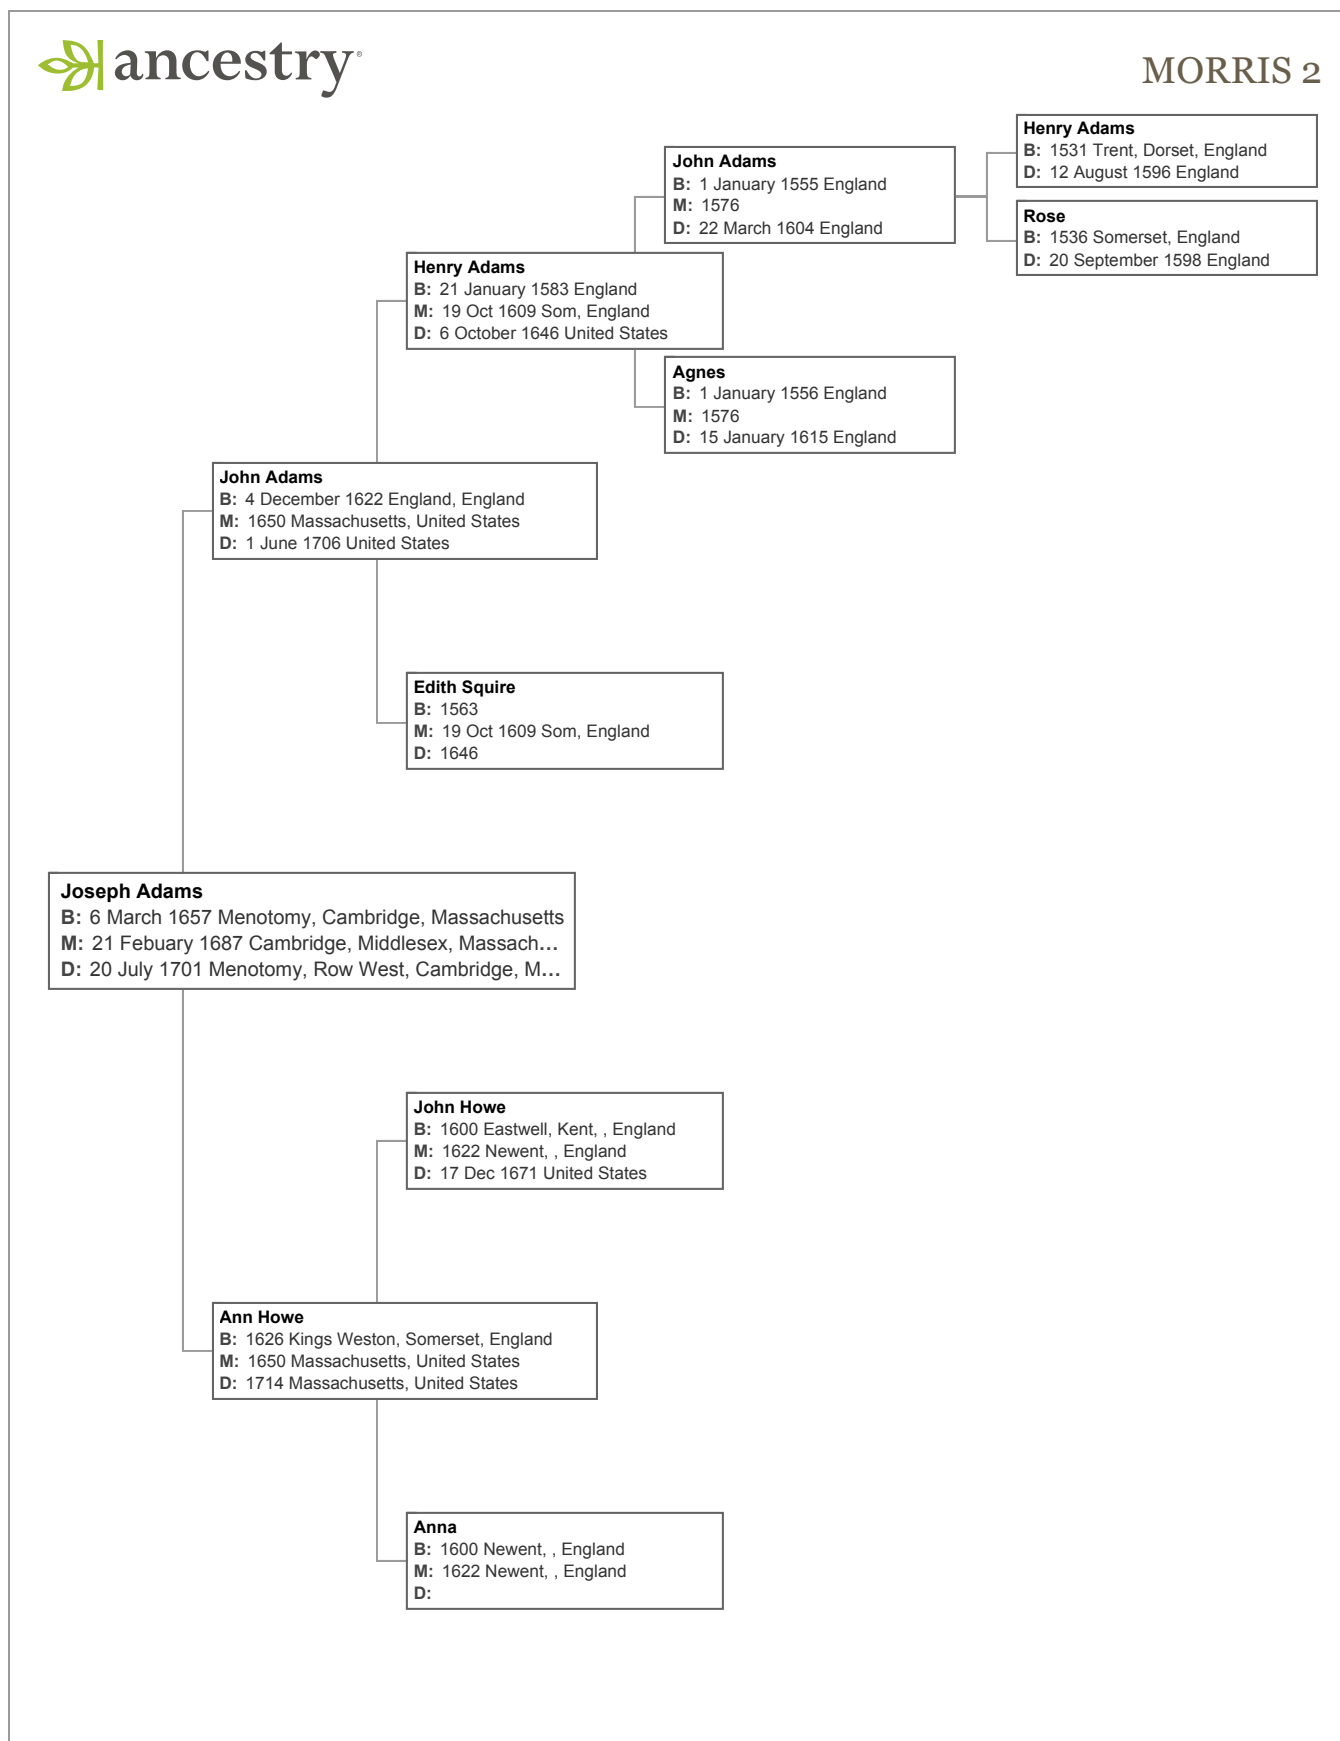 ancestry
MORRIS 2
Henry Adams
B: 1531 Trent, Dorset, England
D: 12 August 1596 England
John Adams
B: 1 January 1555 England
M: 1576
D: 22 March 1604 England
Rose
B: 1536 Somerset, England
D: 20 September 1598 England
Henry Adams
B: 21 January 1583 England
M: 19 Oct 1609 Som, England
D: 6 October 1646 United States
Agnes
B: 1 January 1556 England
M: 1576
D: 15 January 1615 England
John Adams
B: 4 December 1622 England, England
M: 1650 Massachusetts, United States
D: 1 June 1706 United States
Edith Squire
B: 1563
M: 19 Oct 1609 Som, England
D: 1646
Joseph Adams
B: 6 March 1657 Menotomy, Cambridge, Massachusetts
M: 21 Febuary 1687 Cambridge, Middlesex, Massach…
D: 20 July 1701 Menotomy, Row West, Cambridge, M…
John Howe
B: 1600 Eastwell, Kent, , England
M: 1622 Newent, , England
D: 17 Dec 1671 United States
Ann Howe
B: 1626 Kings Weston, Somerset, England
M: 1650 Massachusetts, United States
D: 1714 Massachusetts, United States
Anna
B: 1600 Newent, , England
M: 1622 Newent, , England
D: